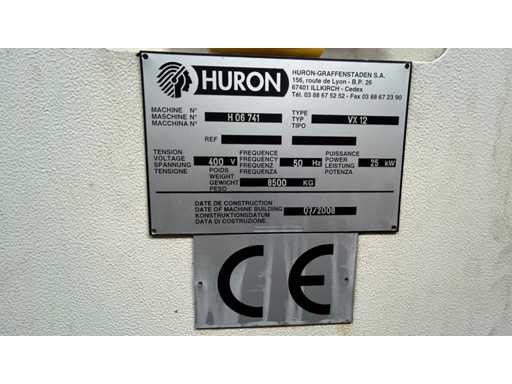 HURON
HURON-GRAFFENSTADEN S.A.
156, route de Lyon - B.P. 26
67401 ILLKIRCH - Cedex
Tél. 03 88 67 52 52 - Fax 03 88 67 23 90
MACHINE N°
MASCHINE N°
MACCHINA N°
H 06 741
TYPE
TYP
TIPO
VX 12
REF
TENSION
VOLTAGE
SPANNUNG
TENSIONE
400 V
FREQUENCE
FREQUENCY
FREQUENZ
FREQUENZA
50 Hz
PUISSANCE
POWER
LEISTUNG
POTENZA
25 kW
POIDS
WEIGHT
GEWICHT
PESO
8500 KG
DATE DE CONSTRUCTION
DATE OF MACHINE BUILDING
KONSTRUKTIONSDATUM
DATA DI COSTRUZIONE
07/2008
CE